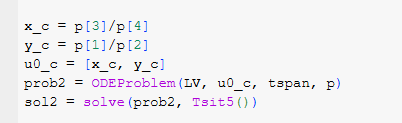 x_c = p[3]/p[4]
y_c = p[1]/p[2]
u0_c = [x_c, y_c]
prob2 = ODEProblem(LV, u0_c, tspan, p)
sol2 = solve(prob2, Tsit5())